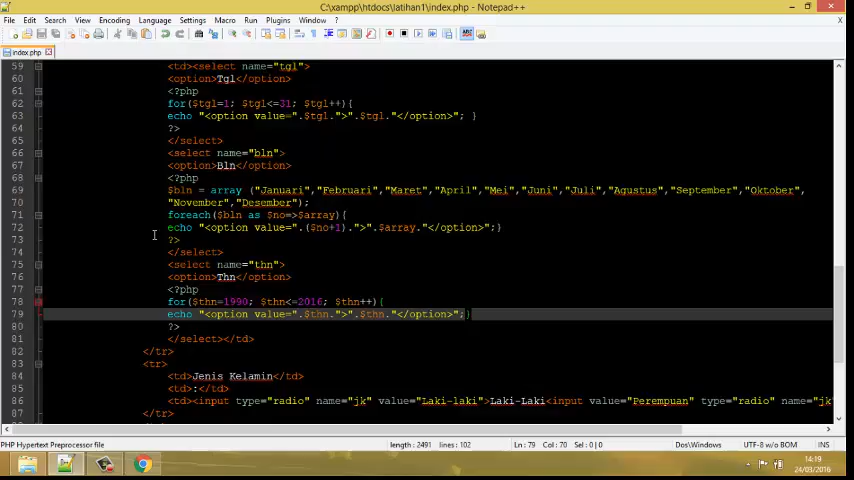 C:\xampp\htdocs\latihan1\index.php - Notepad++
File Edit Search View Encoding Language Settings Macro Run Plugins Window ? X
index.php
59 <td><select name="tgl">
60 <option>Tgl</option>
61 <?php
62 for($tgl=1; $tgl<=31; $tgl++){
63 echo "<option value=".$tgl.">".$tgl."</option>"; }
64 ?>
65 </select>
66 <select name="bln">
67 <option>Bln</option>
68 <?php
69 $bln = array ("Januari","Februari","Maret","April","Mei","Juni","Juli","Agustus","September","Oktober",
70 "November","Desember");
71 foreach($bln as $no=>$array){
72 echo "<option value=".($no+1).">".$array."</option>";}
73 ?>
74 </select>
75 <select name="thn">
76 <option>Thn</option>
77 <?php
78 for($thn=1990; $thn<=2016; $thn++){
79 echo "<option value=".$thn.">".$thn."</option>";}
80 ?>
81 </select></td>
82 </tr>
83 <tr>
84 <td>Jenis Kelamin</td>
85 <td>:</td>
86 <td><input type="radio" name="jk" value="Laki-laki">Laki-Laki<input value="Perempuan" type="radio" name="jk"
87 </tr>
PHP Hypertext Preprocessor file length : 2491 lines : 102 Ln : 79 Col : 70 Sel : 0 | 0 Dos\Windows UTF-8 w/o BOM INS
14:19
24/03/2016